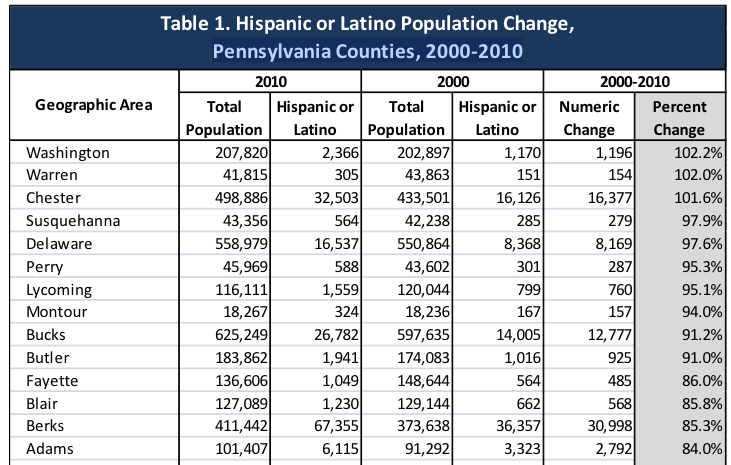 Table 1. Hispanic or Latino Population Change,
Pennsylvania Counties, 2000-2010
2010 2000 2000-2010
Geographic Area Total Population Hispanic or Latino Total Population Hispanic or Latino Numeric Change Percent Change
Washington 207,820 2,366 202,897 1,170 1,196 102.2%
Warren 41,815 305 43,863 151 154 102.0%
Chester 498,886 32,503 433,501 16,126 16,377 101.6%
Susquehanna 43,356 564 42,238 285 279 97.9%
Delaware 558,979 16,537 550,864 8,368 8,169 97.6%
Perry 45,969 588 43,602 301 287 95.3%
Lycoming 116,111 1,559 120,044 799 760 95.1%
Montour 18,267 324 18,236 167 157 94.0%
Bucks 625,249 26,782 597,635 14,005 12,777 91.2%
Butler 183,862 1,941 174,083 1,016 925 91.0%
Fayette 136,606 1,049 148,644 564 485 86.0%
Blair 127,089 1,230 129,144 662 568 85.8%
Berks 411,442 67,355 373,638 36,357 30,998 85.3%
Adams 101,407 6,115 91,292 3,323 2,792 84.0%